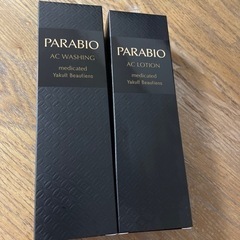 PARABIO
AC WASHING
medicated
Yakult Beautiens
PARABIO
AC LOTION
medicated
Yakult Beautiens